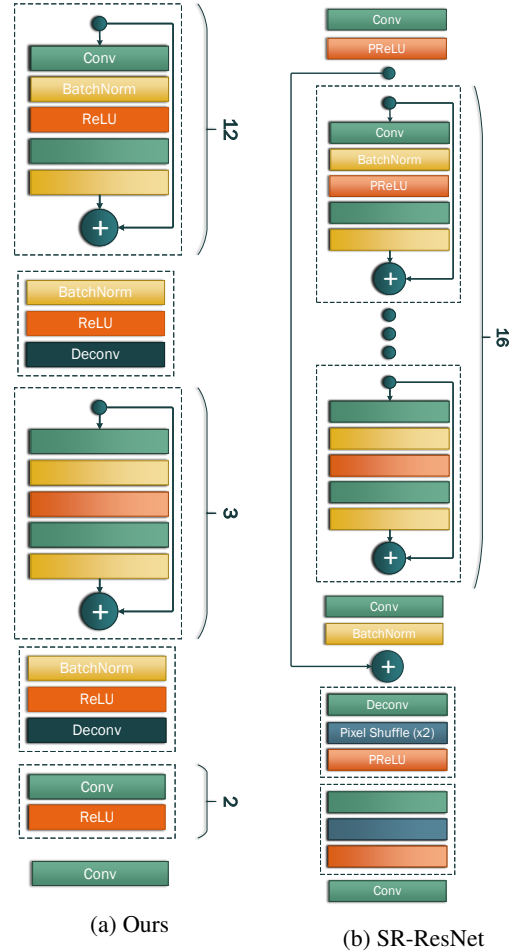 Conv
BatchNorm
ReLU
+
12
BatchNorm
ReLU
Deconv
+
3
BatchNorm
ReLU
Deconv
Conv
ReLU
2
Conv
(a) Ours
Conv
PReLU
Conv
BatchNorm
PReLU
+
16
+
Conv
BatchNorm
+
Deconv
Pixel Shuffle (x2)
PReLU
Conv
(b) SR-ResNet